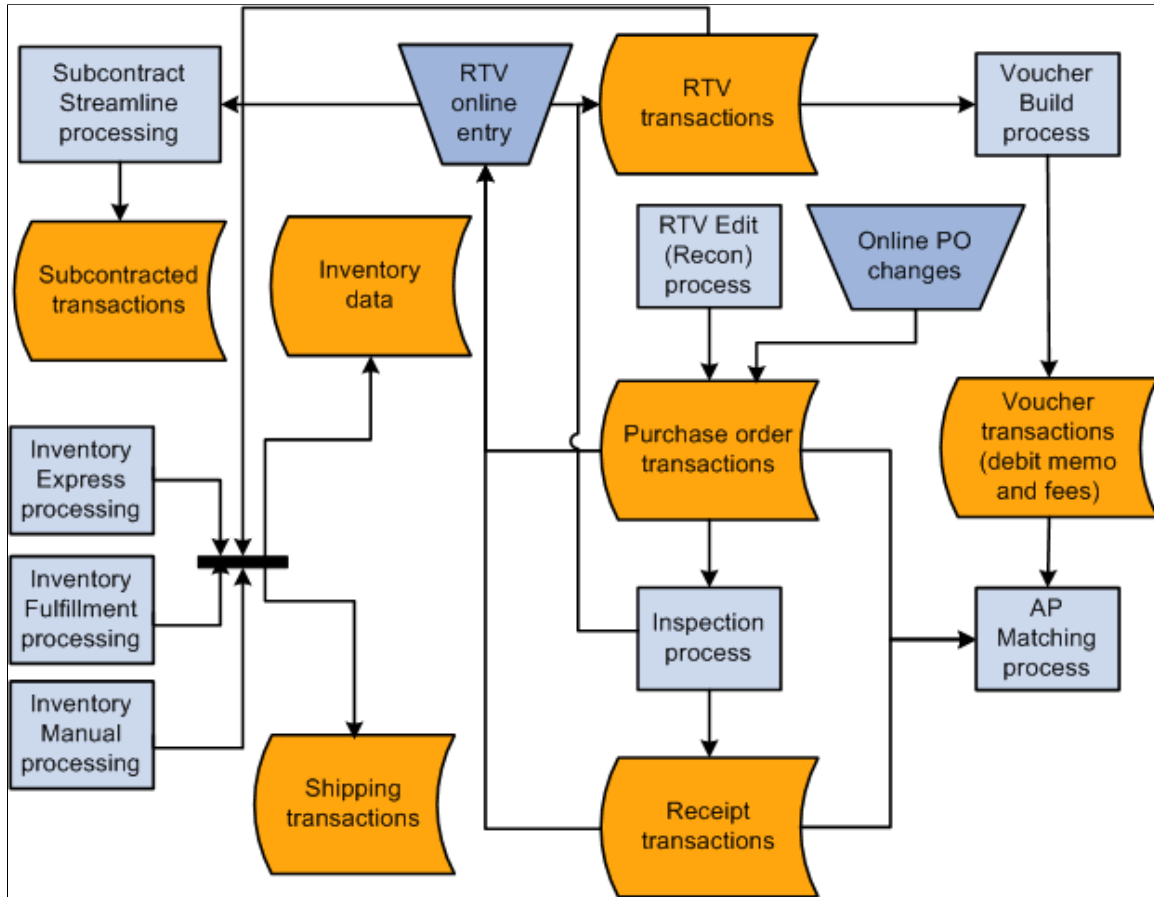 Subcontract
Streamline
processing
RTV
online
entry
RTV
transactions
Voucher
Build
process
Subcontracted
transactions
Inventory
data
RTV Edit
(Recon)
process
Online PO
changes
Inventory
Express
processing
Purchase order
transactions
Voucher
transactions
(debit memo
and fees)
Inventory
Fulfillment
processing
Inspection
process
AP
Matching
process
Inventory
Manual
processing
Shipping
transactions
Receipt
transactions